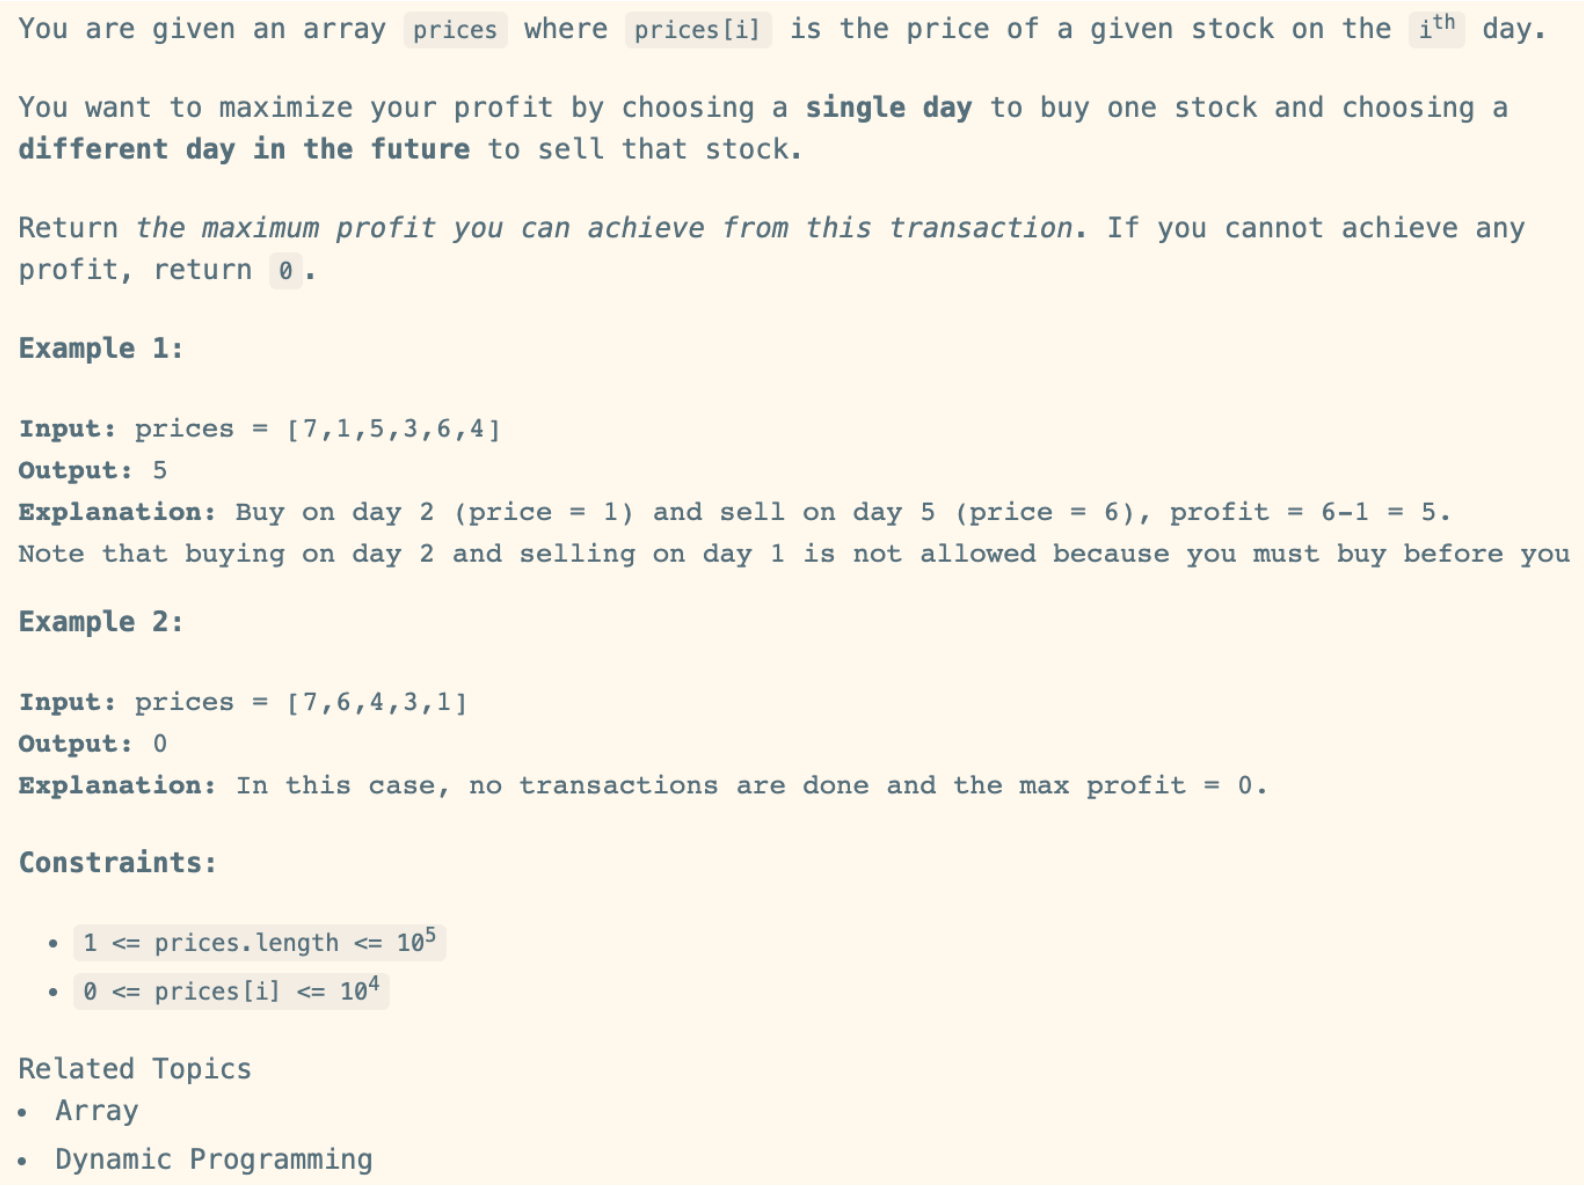 You are given an array prices where prices[i] is the price of a given stock on the ith day.
You want to maximize your profit by choosing a single day to buy one stock and choosing a
different day in the future to sell that stock.
Return the maximum profit you can achieve from this transaction. If you cannot achieve any
profit, return 0.
Example 1:
Input: prices = [7,1,5,3,6,4]
Output: 5
Explanation: Buy on day 2 (price = 1) and sell on day 5 (price = 6), profit = 6-1 = 5.
Note that buying on day 2 and selling on day 1 is not allowed because you must buy before you
Example 2:
Input: prices = [7,6,4,3,1]
Output: 0
Explanation: In this case, no transactions are done and the max profit = 0.
Constraints:
• 1 <= prices.length <= 10⁵
• 0 <= prices[i] <= 10⁴
Related Topics
• Array
• Dynamic Programming